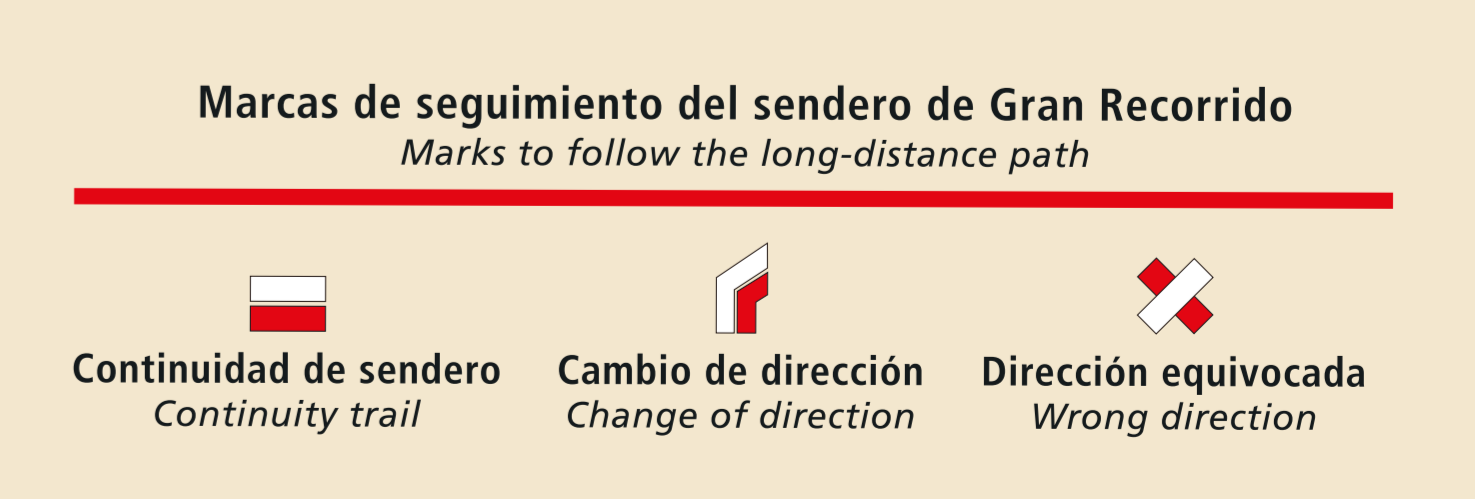 Marcas de seguimiento del sendero de Gran Recorrido
Marks to follow the long-distance path
Continuidad de sendero
Continuity trail
Cambio de dirección
Change of direction
Dirección equivocada
Wrong direction